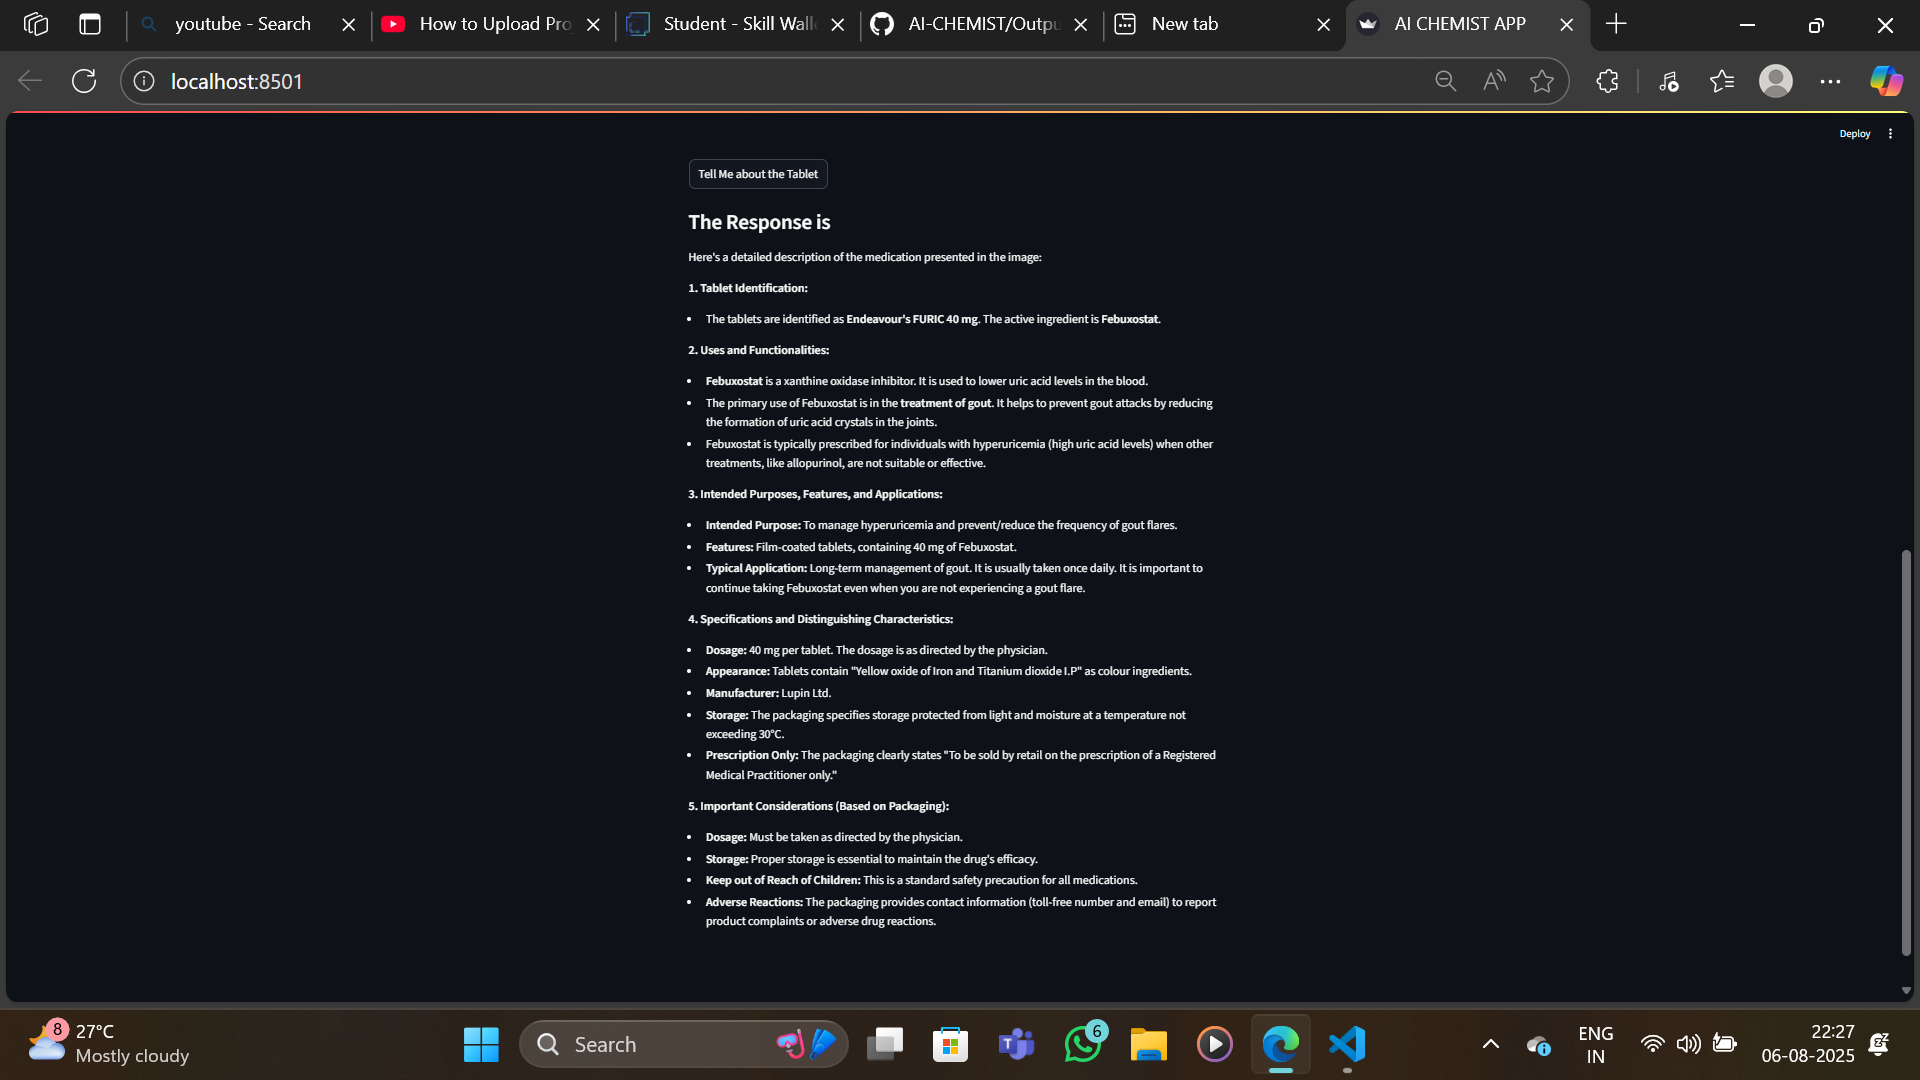 youtube - Search
How to Upload Pro
Student - Skill Walle
AI-CHEMIST/Outpu
New tab
AI CHEMIST APP
localhost:8501
Deploy
Tell Me about the Tablet
The Response is
Here's a detailed description of the medication presented in the image:
1. Tablet Identification:
• The tablets are identified as Endeavour's FURIC 40 mg. The active ingredient is Febuxostat.
2. Uses and Functionalities:
• Febuxostat is a xanthine oxidase inhibitor. It is used to lower uric acid levels in the blood.
• The primary use of Febuxostat is in the treatment of gout. It helps to prevent gout attacks by reducing
the formation of uric acid crystals in the joints.
• Febuxostat is typically prescribed for individuals with hyperuricemia (high uric acid levels) when other
treatments, like allopurinol, are not suitable or effective.
3. Intended Purposes, Features, and Applications:
• Intended Purpose: To manage hyperuricemia and prevent/reduce the frequency of gout flares.
• Features: Film-coated tablets, containing 40 mg of Febuxostat.
• Typical Application: Long-term management of gout. It is usually taken once daily. It is important to
continue taking Febuxostat even when you are not experiencing a gout flare.
4. Specifications and Distinguishing Characteristics:
• Dosage: 40 mg per tablet. The dosage is as directed by the physician.
• Appearance: Tablets contain "Yellow oxide of Iron and Titanium dioxide I.P" as colour ingredients.
• Manufacturer: Lupin Ltd.
• Storage: The packaging specifies storage protected from light and moisture at a temperature not
exceeding 30°C.
• Prescription Only: The packaging clearly states "To be sold by retail on the prescription of a Registered
Medical Practitioner only."
5. Important Considerations (Based on Packaging):
• Dosage: Must be taken as directed by the physician.
• Storage: Proper storage is essential to maintain the drug's efficacy.
• Keep out of Reach of Children: This is a standard safety precaution for all medications.
• Adverse Reactions: The packaging provides contact information (toll-free number and email) to report
product complaints or adverse drug reactions.
8
27°C
Mostly cloudy
Search
6
ENG
IN
22:27
06-08-2025